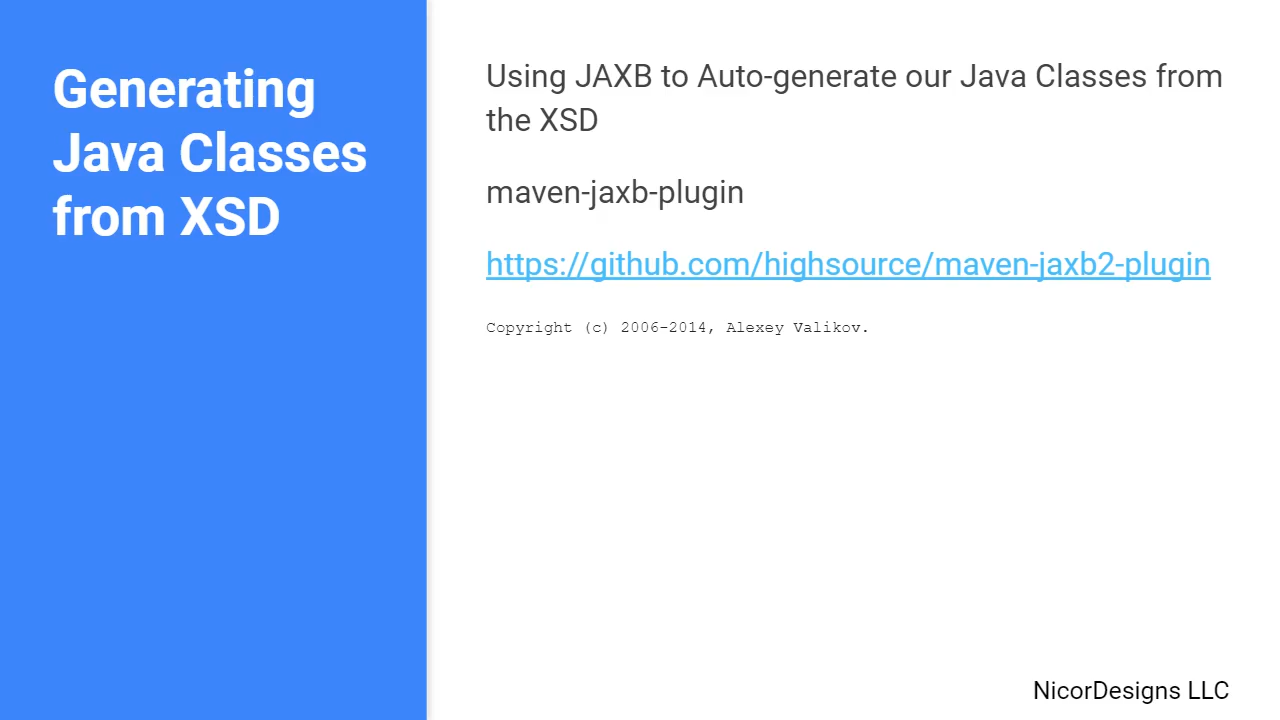 Generating
Java Classes
from XSD
Using JAXB to Auto-generate our Java Classes from
the XSD
maven-jaxb-plugin
https://github.com/highsource/maven-jaxb2-plugin
Copyright (c) 2006-2014, Alexey Valikov.
NicorDesigns LLC